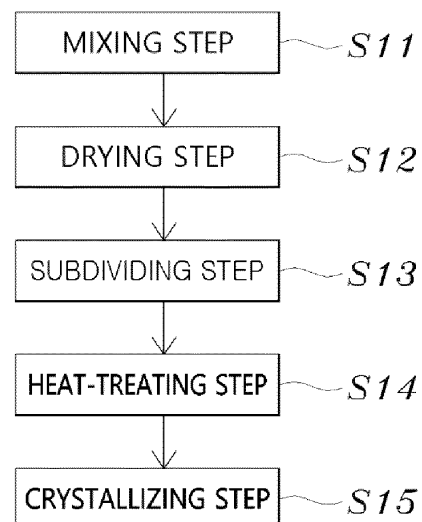 MIXING STEP S11
DRYING STEP S12
SUBDIVIDING STEP S13
HEAT-TREATING STEP S14
CRYSTALLIZING STEP S15